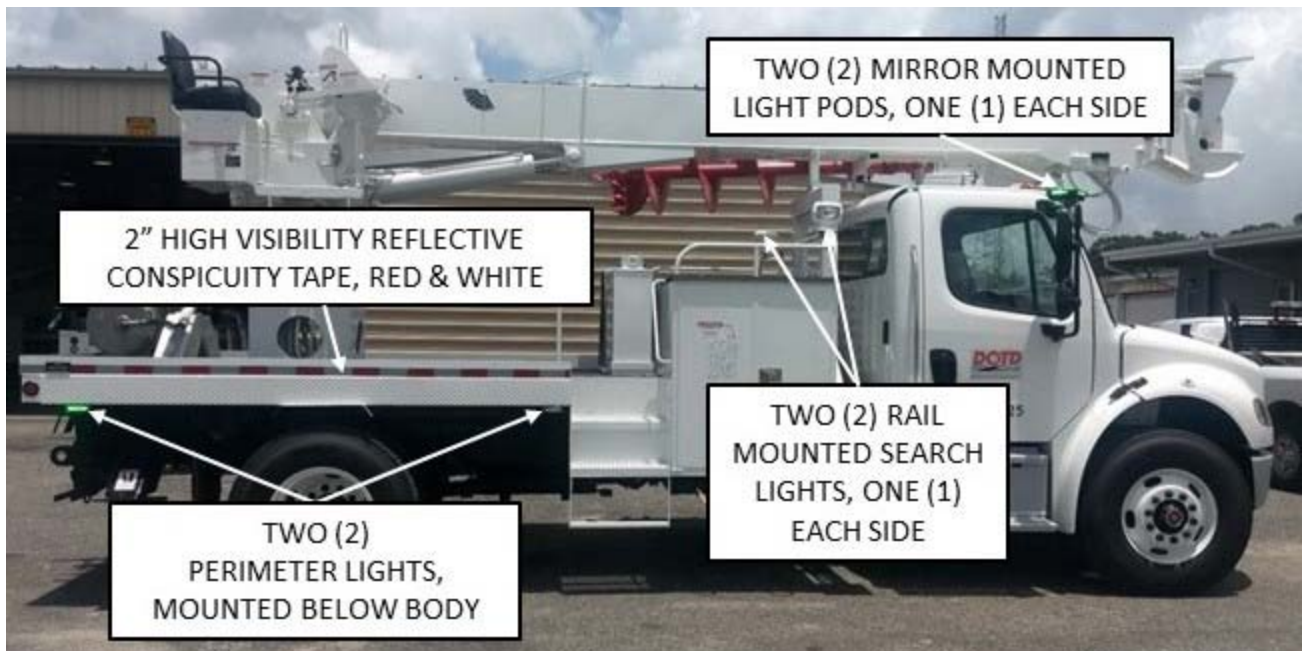 TWO (2) MIRROR MOUNTED
LIGHT PODS, ONE (1) EACH SIDE
2” HIGH VISIBILITY REFLECTIVE
CONSPICUITY TAPE, RED & WHITE
DOTD
25
TWO (2) RAIL
MOUNTED SEARCH
LIGHTS, ONE (1)
EACH SIDE
TWO (2)
PERIMETER LIGHTS,
MOUNTED BELOW BODY